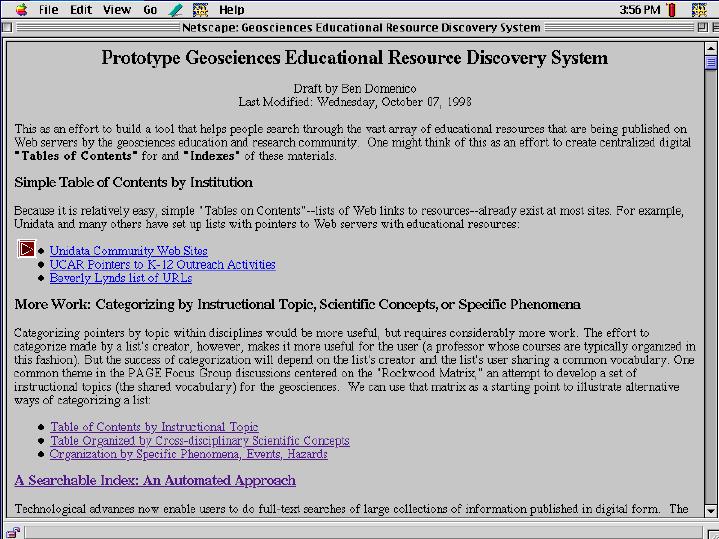 File Edit View Go Help 3:56 PM
Netscape: Geosciences Educational Resource Discovery System
Prototype Geosciences Educational Resource Discovery System
Draft by Ben Domenico
Last Modified: Wednesday, October 07, 1998
This as an effort to build a tool that helps people search through the vast array of educational resources that are being published on
Web servers by the geosciences education and research community. One might think of this as an effort to create centralized digital
"Tables of Contents" for and "Indexes" of these materials.
Simple Table of Contents by Institution
Because it is relatively easy, simple "Tables on Contents"--lists of Web links to resources--already exist at most sites. For example,
Unidata and many others have set up lists with pointers to Web servers with educational resources:
Unidata Community Web Sites
UCAR Pointers to K-12 Outreach Activities
Beverly Lynds list of URLs
More Work: Categorizing by Instructional Topic, Scientific Concepts, or Specific Phenomena
Categorizing pointers by topic within disciplines would be more useful, but requires considerably more work. The effort to
categorize made by a list's creator, however, makes it more useful for the user (a professor whose courses are typically organized in
this fashion). But the success of categorization will depend on the list's creator and the list's user sharing a common vocabulary. One
common theme in the PAGE Focus Group discussions centered on the "Rockwood Matrix," an attempt to develop a set of
instructional topics (the shared vocabulary) for the geosciences. We can use that matrix as a starting point to illustrate alternative
ways of categorizing a list:
Table of Contents by Instructional Topic
Table Organized by Cross-disciplinary Scientific Concepts
Organization by Specific Phenomena, Events, Hazards
A Searchable Index: An Automated Approach
Technological advances now enable users to do full-text searches of large collections of information published in digital form. The